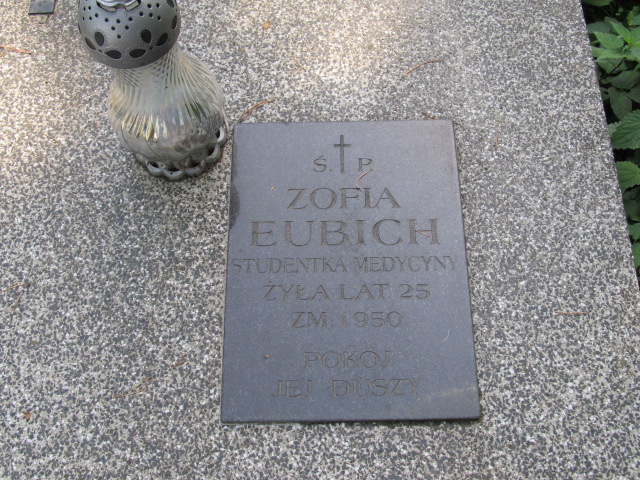 Ś. P.
ZOFIA
EUBICH
STUDENTKA MEDYCYNY
ŻYŁA LAT 25
ZM. 1950
POKÓJ
JEJ DUSZY